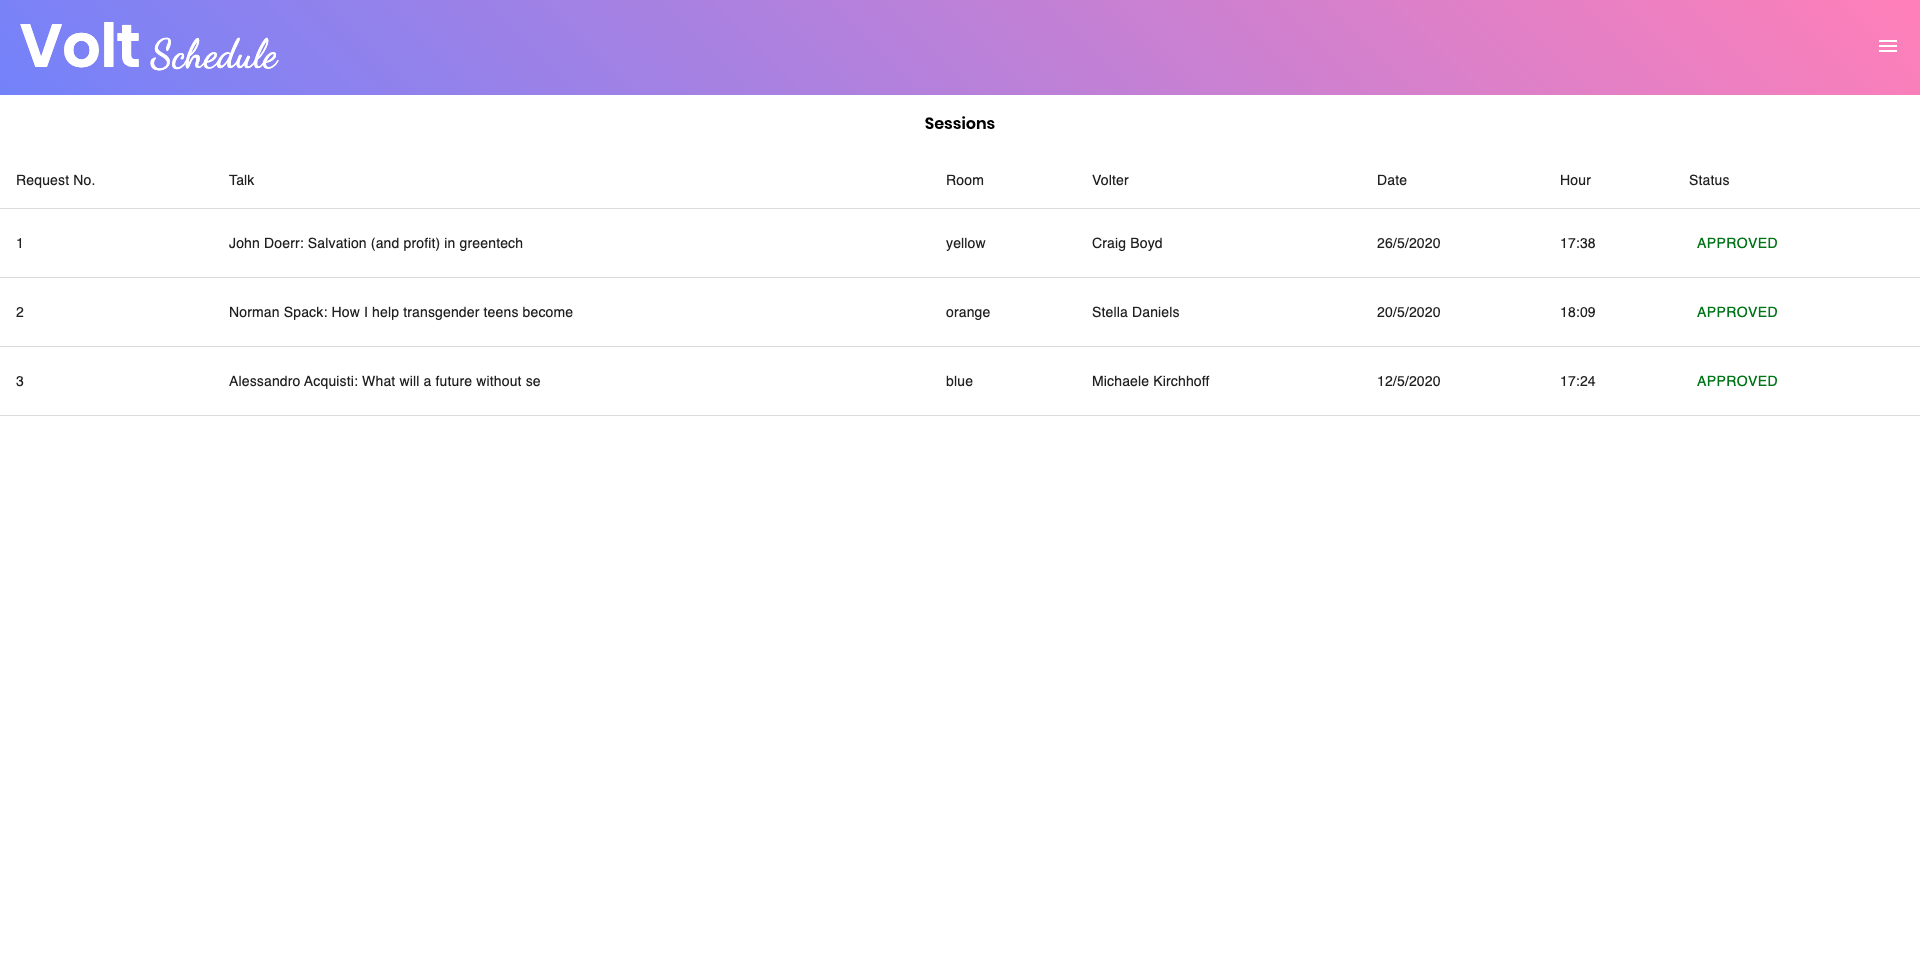 Volt Schedule
Sessions
Request No. Talk Room Volter Date Hour Status
1 John Doerr: Salvation (and profit) in greentech yellow Craig Boyd 26/5/2020 17:38 APPROVED
2 Norman Spack: How I help transgender teens become orange Stella Daniels 20/5/2020 18:09 APPROVED
3 Alessandro Acquisti: What will a future without se blue Michaele Kirchhoff 12/5/2020 17:24 APPROVED